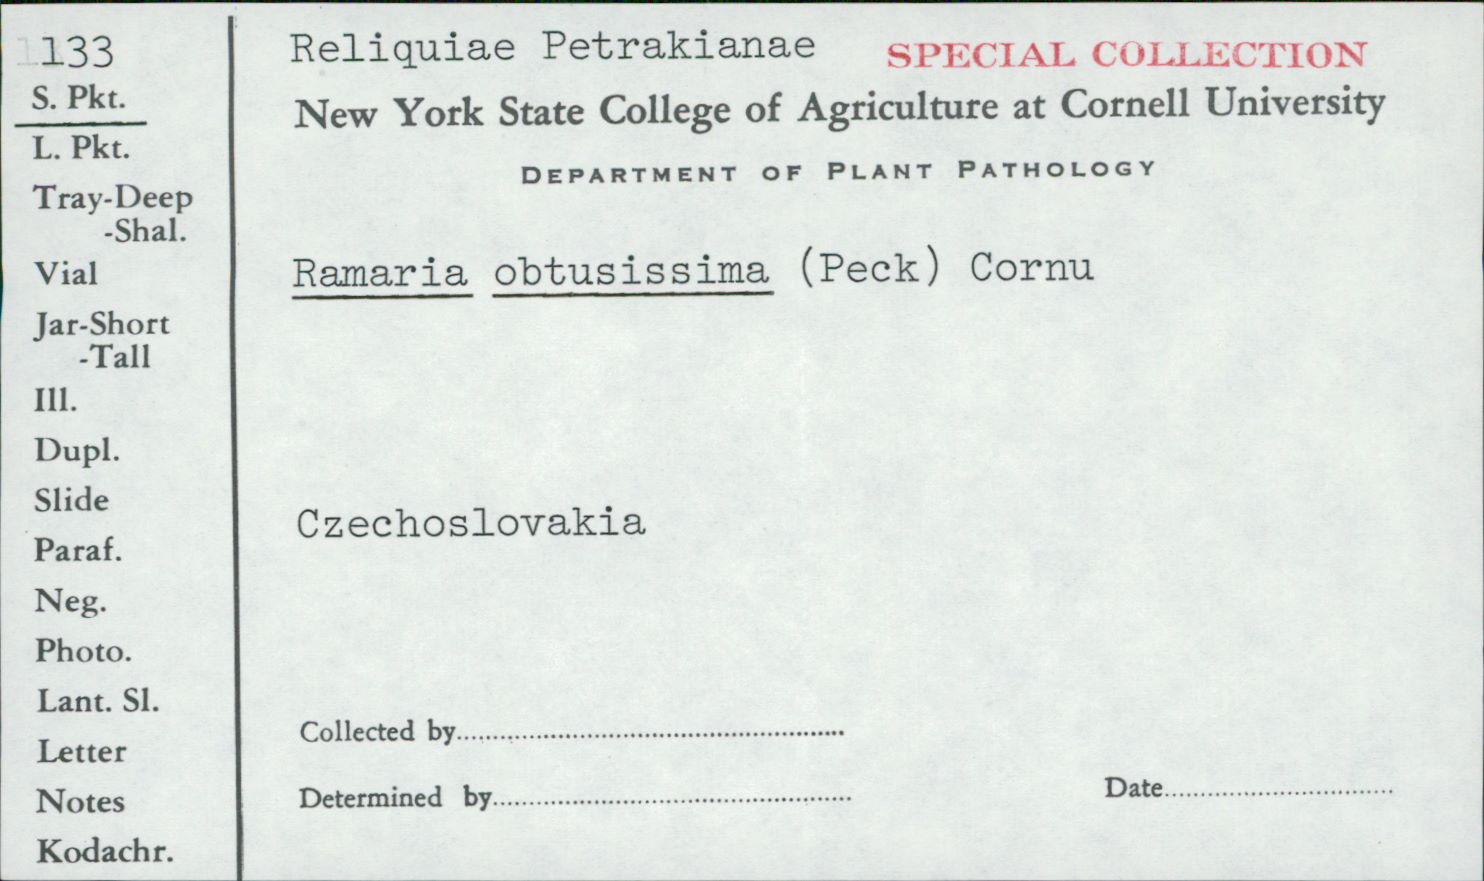 133
S. Pkt.
L. Pkt.
Tray-Deep
-Shal.
Vial
Jar-Short
-Tall
Ill.
Dupl.
Slide
Paraf.
Neg.
Photo.
Lant. Sl.
Letter
Notes
Kodachr.
Reliquiae Petrakianae SPECIAL COLLECTION
New York State College of Agriculture at Cornell University
DEPARTMENT OF PLANT PATHOLOGY
Ramaria obtusissima (Peck) Cornu
Czechoslovakia
Collected by
Determined by Date